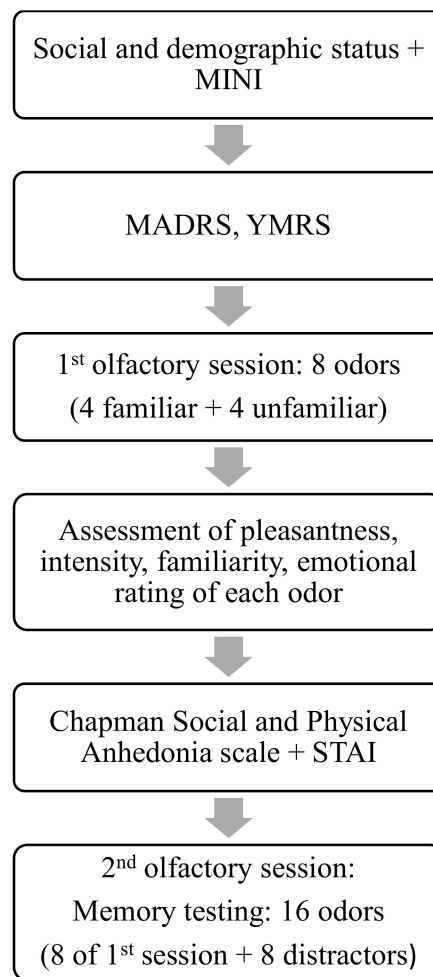 Social and demographic status +
MINI
MADRS, YMRS
1st olfactory session: 8 odors
(4 familiar + 4 unfamiliar)
Assessment of pleasantness,
intensity, familiarity, emotional
rating of each odor
Chapman Social and Physical
Anhedonia scale + STAI
2nd olfactory session:
Memory testing: 16 odors
(8 of 1st session + 8 distractors)